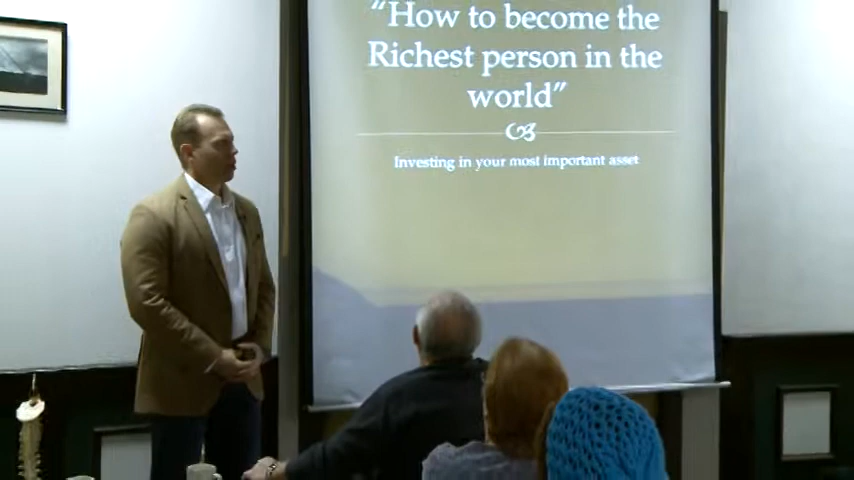 "How to become the
Richest person in the
world"
Investing in your most important asset